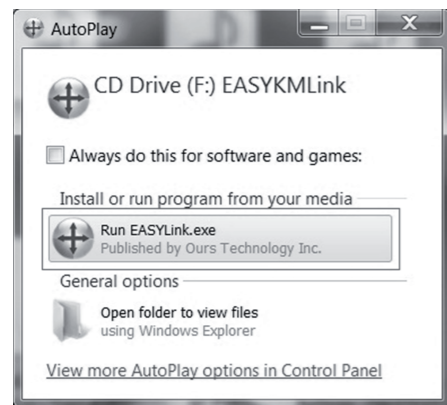 AutoPlay
CD Drive (F:) EASYKMLink
Always do this for software and games:
Install or run program from your media
Run EASYLink.exe
Published by Ours Technology Inc.
General options
Open folder to view files
using Windows Explorer
View more AutoPlay options in Control Panel